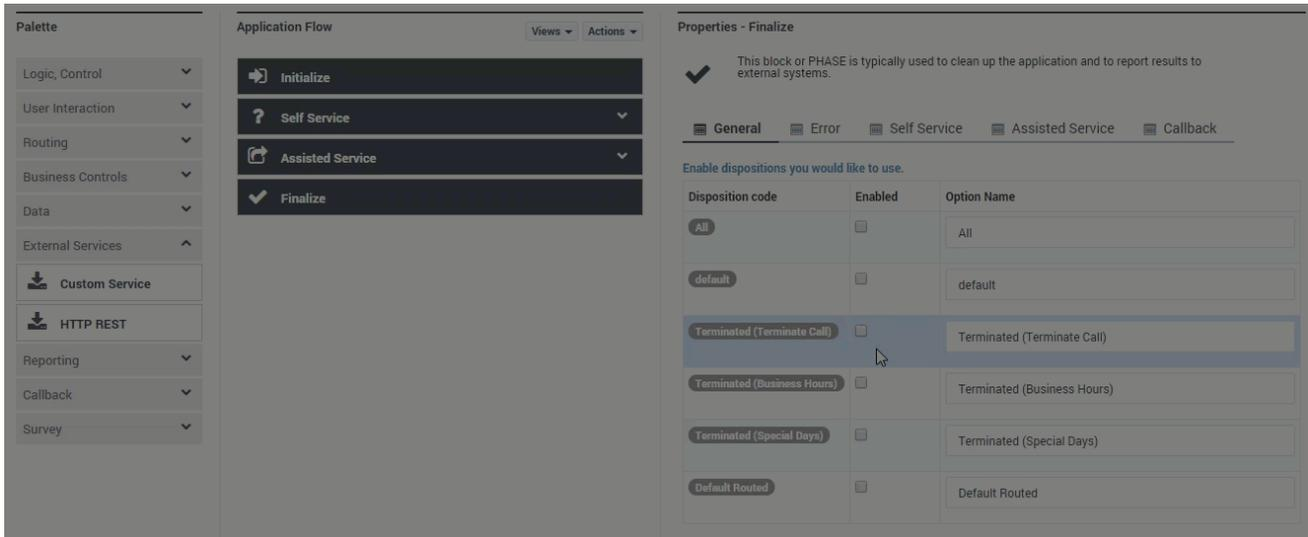 Palette
Logic, Control
User Interaction
Routing
Business Controls
Data
External Services
Custom Service
HTTP REST
Reporting
Callback
Survey
Application Flow
Views
Actions
Initialize
? Self Service
Assisted Service
Finalize
Properties - Finalize
This block or PHASE is typically used to clean up the application and to report results to
external systems.
General Error Self Service Assisted Service Callback
Enable dispositions you would like to use.
Disposition code Enabled Option Name
All All
default default
Terminated (Terminate Call) Terminated (Terminate Call)
Terminated (Business Hours) Terminated (Business Hours)
Terminated (Special Days) Terminated (Special Days)
Default Routed Default Routed